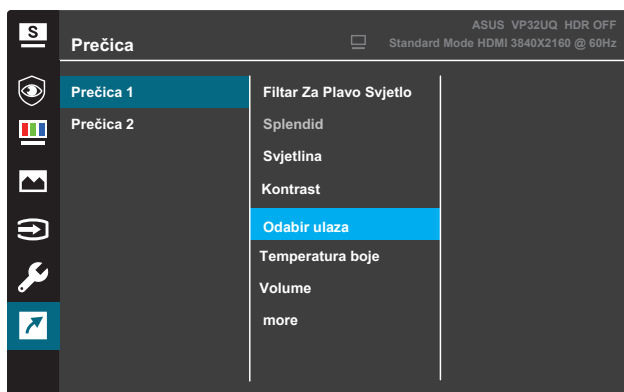 S
ASUS VP32UQ HDR OFF
Prečica
Standard Mode HDMI 3840X2160 @ 60Hz
Prečica 1
Prečica 2
Filtar Za Plavo Svjetlo
Splendid
Svjetlina
Kontrast
Odabir ulaza
Temperatura boje
Volume
more